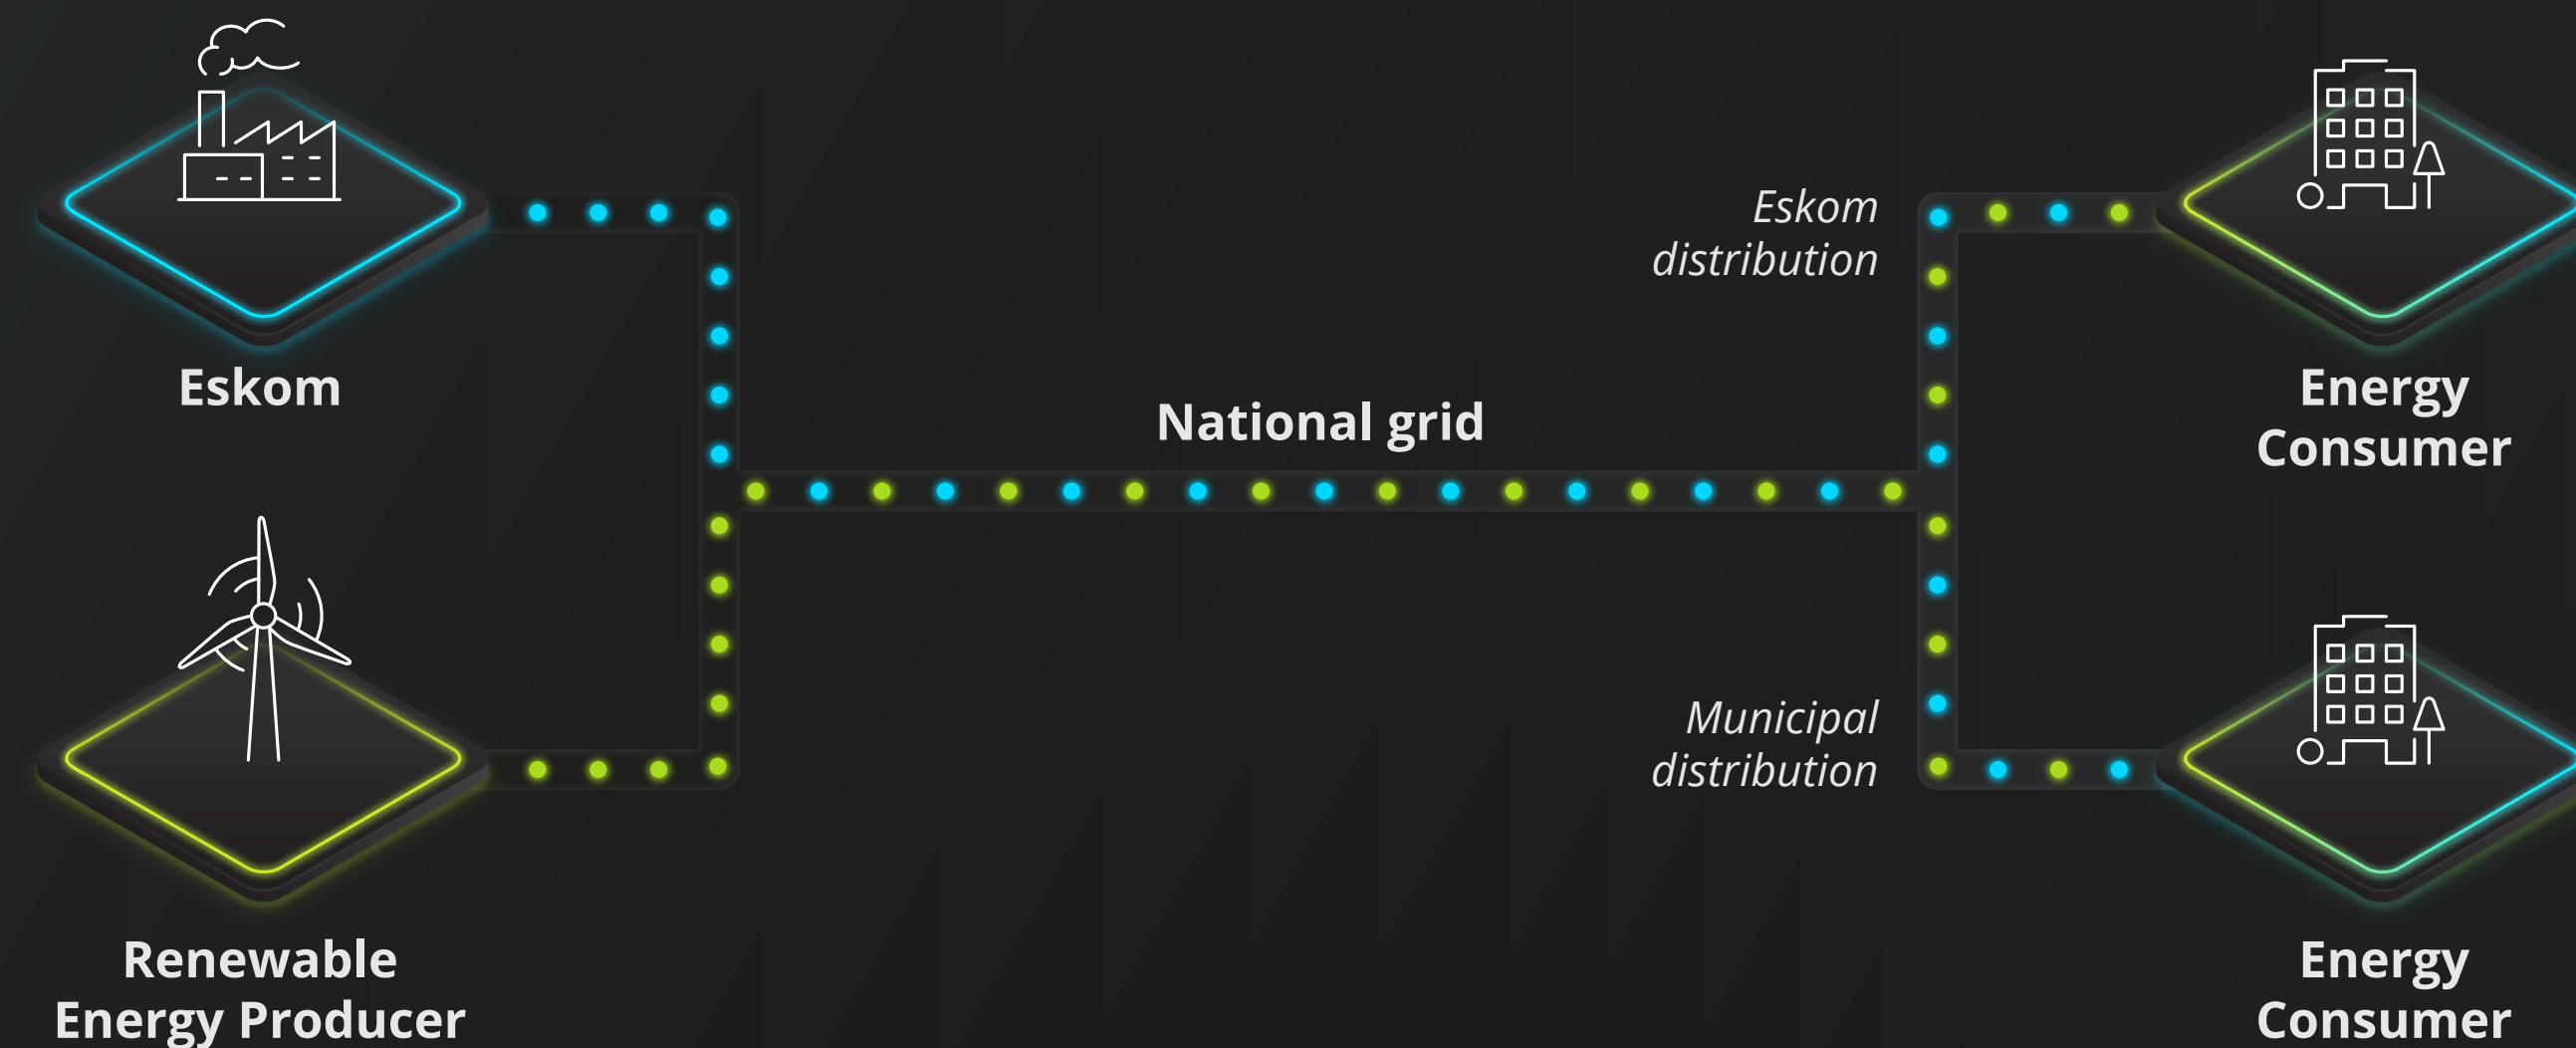 Eskom
Renewable
Energy Producer
National grid
Eskom
distribution
Municipal
distribution
Energy
Consumer
Energy
Consumer